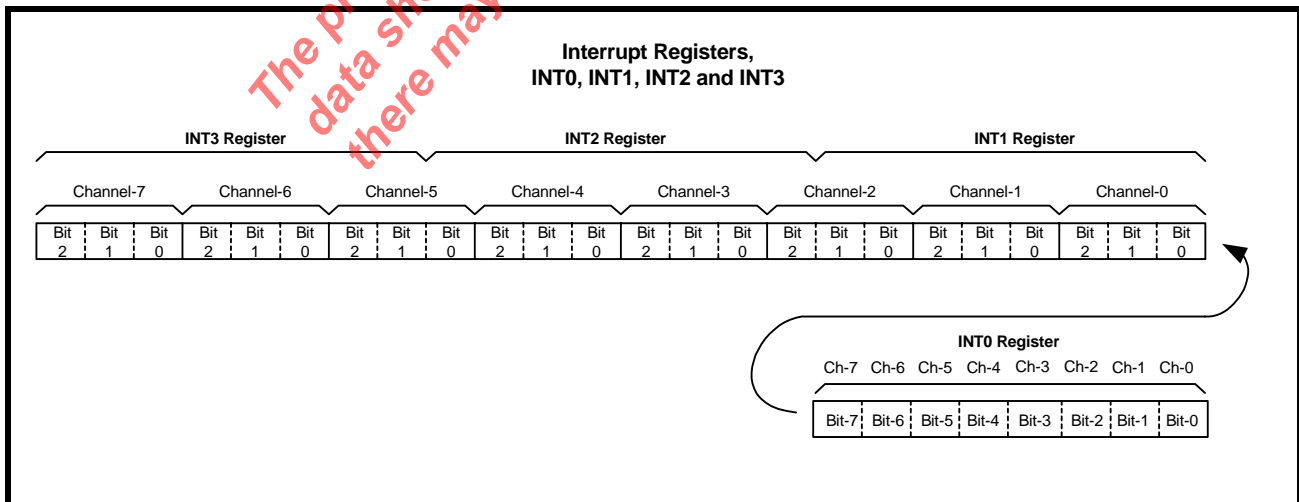 The p
data sh
there may
Interrupt Registers,
INT0, INT1, INT2 and INT3
INT3 Register INT2 Register INT1 Register
Channel-7 Channel-6 Channel-5 Channel-4 Channel-3 Channel-2 Channel-1 Channel-0
Bit Bit Bit Bit Bit Bit Bit Bit Bit Bit Bit Bit Bit Bit Bit Bit Bit Bit Bit Bit Bit Bit Bit Bit
2 1 0 2 1 0 2 1 0 2 1 0 2 1 0 2 1 0 2 1 0 2 1 0
INT0 Register
Ch-7 Ch-6 Ch-5 Ch-4 Ch-3 Ch-2 Ch-1 Ch-0
Bit-7 Bit-6 Bit-5 Bit-4 Bit-3 Bit-2 Bit-1 Bit-0